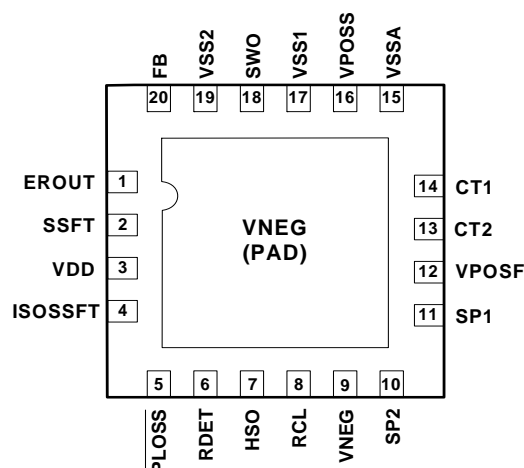 FB
VSS2
SWO
VSS1
VPOSS
VSSA
20
19
18
17
16
15
EROUT 1
SSFT 2
VDD 3
ISOSSFT 4
VNEG
(PAD)
14 CT1
13 CT2
12 VPOSF
11 SP1
5
6
7
8
9
10
PLOSS
RDET
HSO
RCL
VNEG
SP2